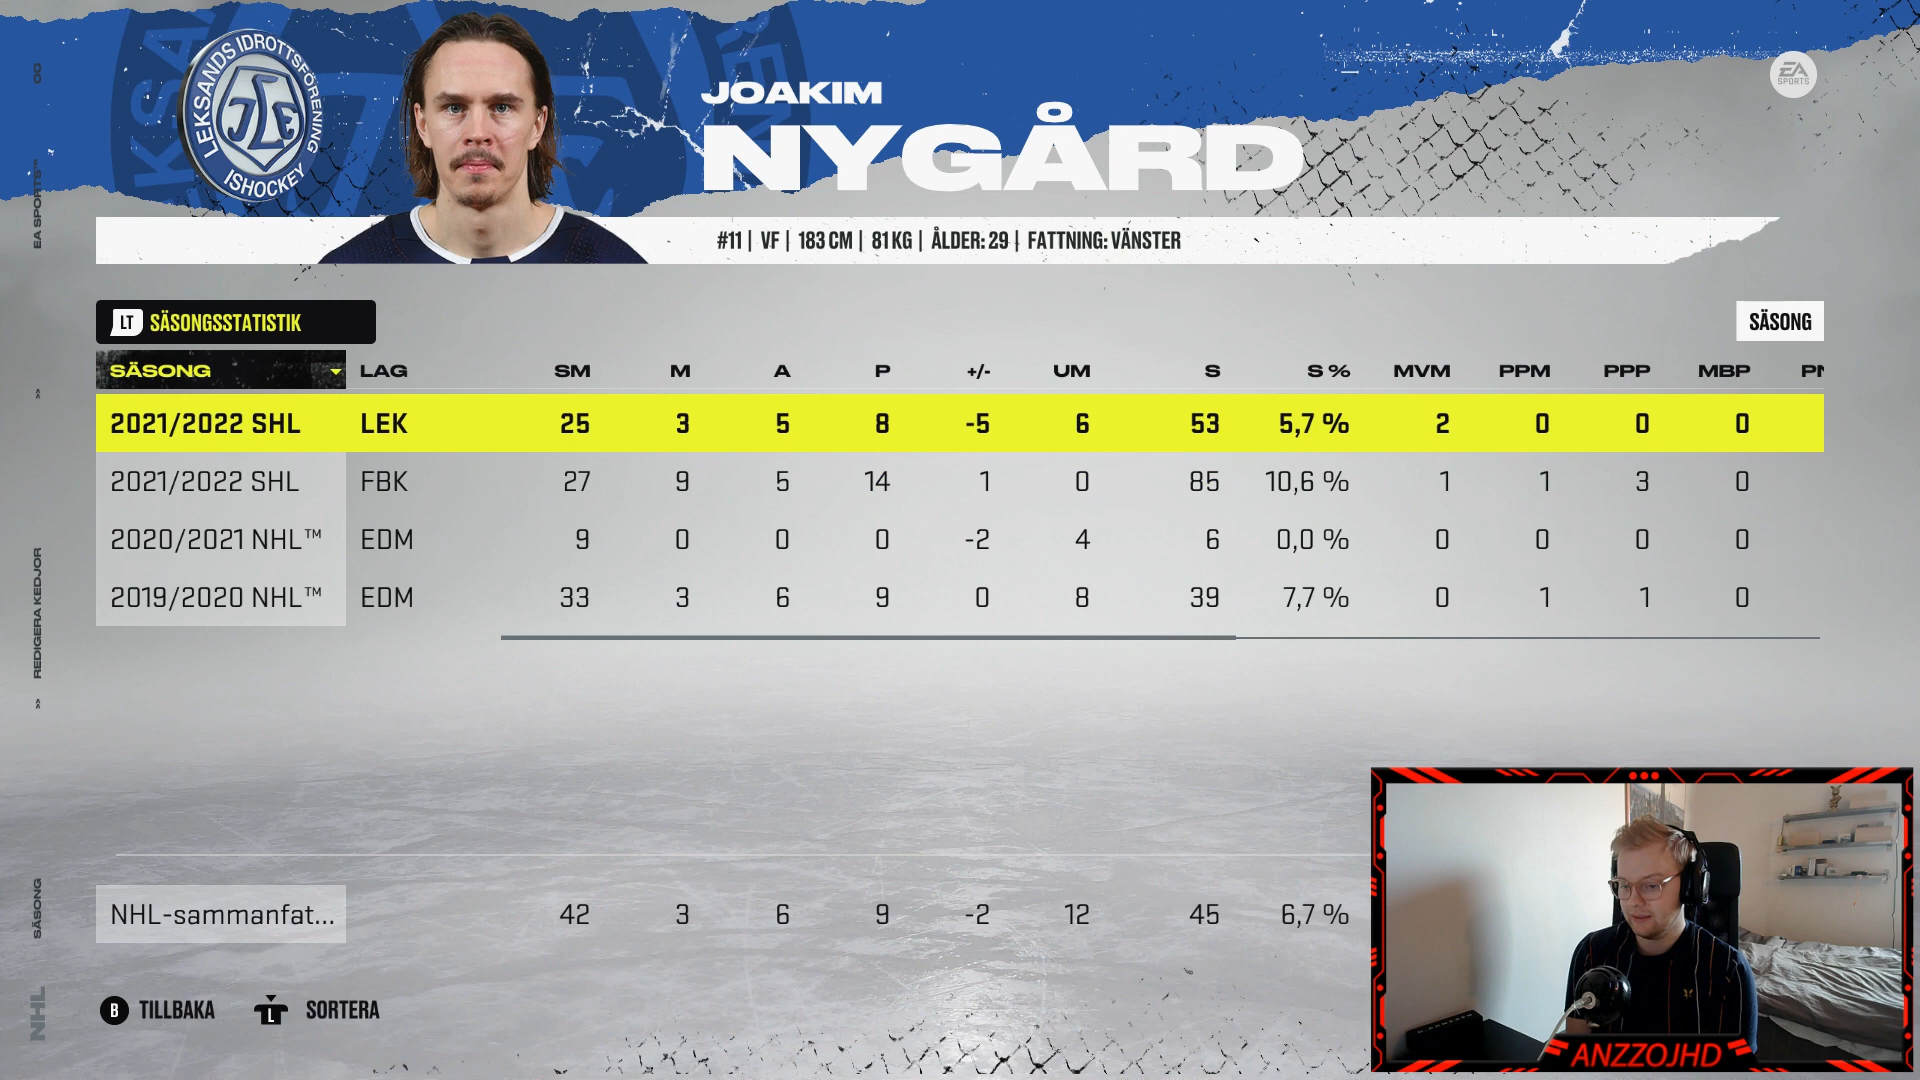 LEKSANDS IDROTTSFÖRENING
ISHOCKEY
EA SPORTS
JOAKIM
NYGÅRD
#11 | VF | 183 CM | 81 KG | ÅLDER: 29 | FATTNING: VÄNSTER
LT SÄSONGSSTATISTIK
SÄSONG
SÄSONG LAG SM M A P +/- UM S S % MVM PPM PPP MBP
2021/2022 SHL LEK 25 3 5 8 -5 6 53 5,7 % 2 0 0 0
2021/2022 SHL FBK 27 9 5 14 1 0 85 10,6 % 1 1 3 0
2020/2021 NHL™ EDM 9 0 0 0 -2 4 6 0,0 % 0 0 0 0
2019/2020 NHL™ EDM 33 3 6 9 0 8 39 7,7 % 0 1 1 0
NHL-sammanfat... 42 3 6 9 -2 12 45 6,7 %
B TILLBAKA L SORTERA
NHL SÄSONG >> REDIGERA KEDJOR >> EA SPORTS™
ANZZOJHD